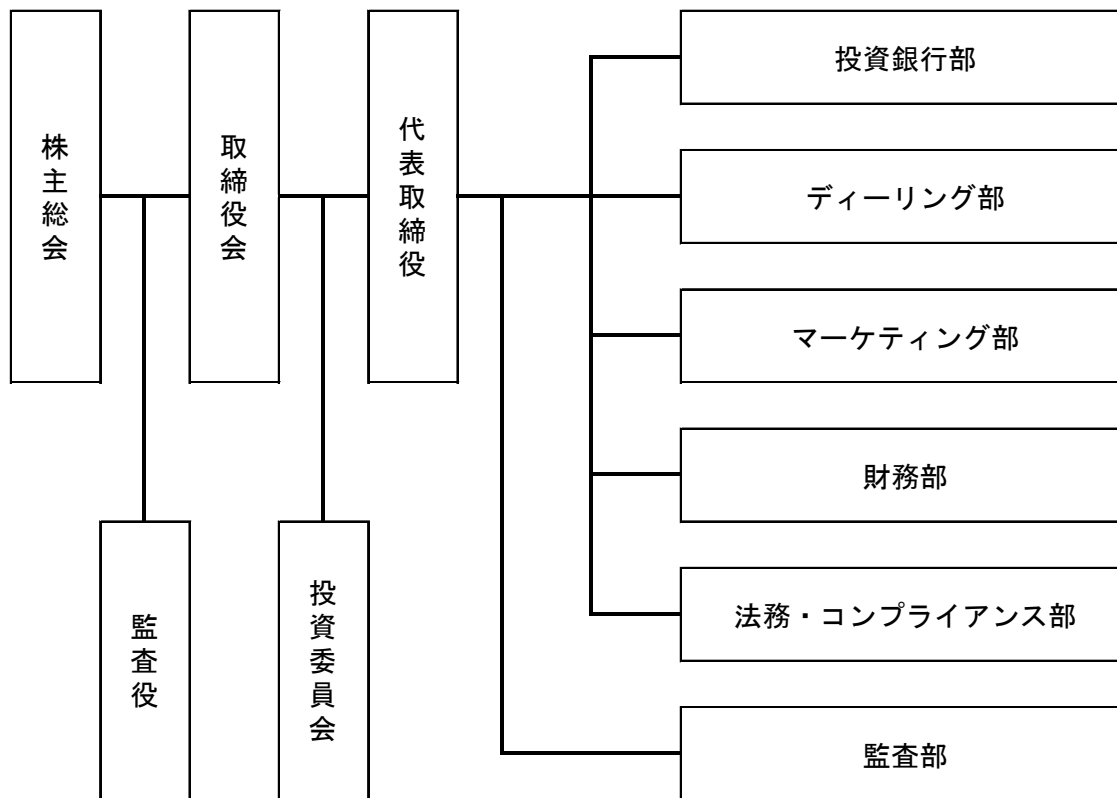 株主総会
取締役会
代表取締役
投資銀行部
ディーリング部
マーケティング部
財務部
法務・コンプライアンス部
監査役
投資委員会
監査部